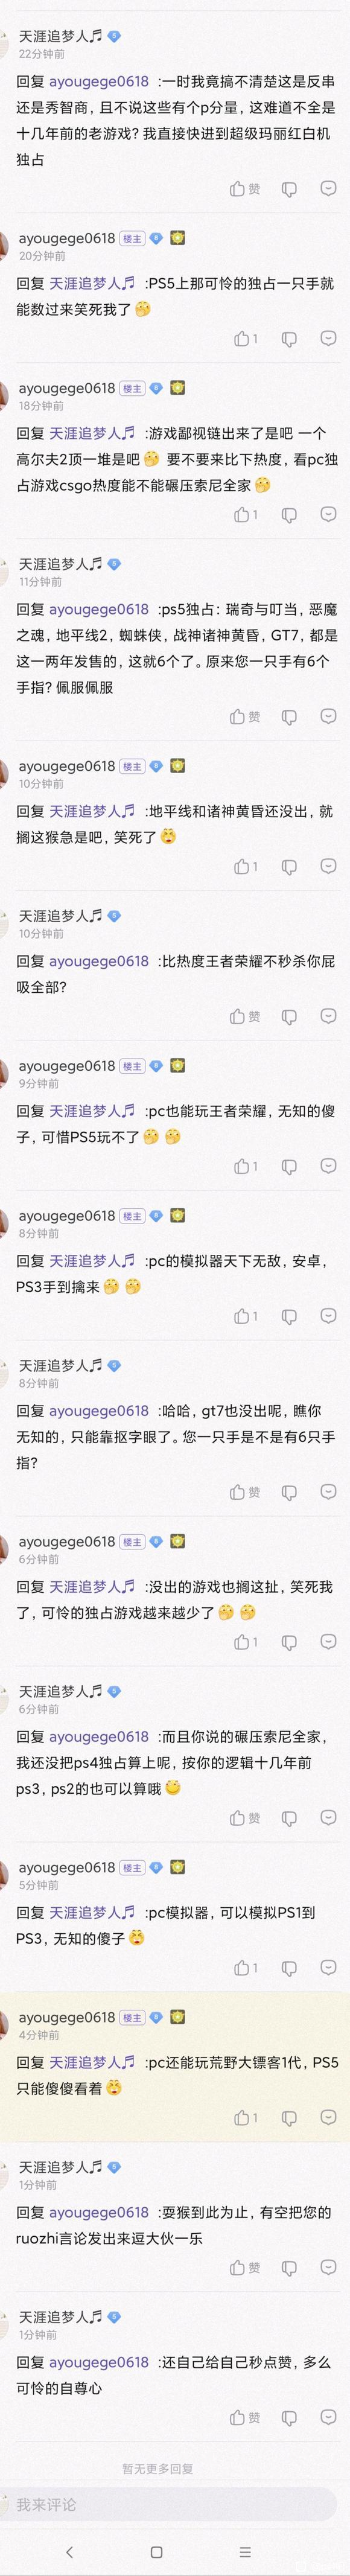 天涯追梦人🎵
22分钟前
回复 ayougege0618 :一时我竟搞不清楚这是反串
还是秀智商，且不说这些有个p分量，这难道不全是
十几年前的老游戏？我直接快进到超级玛丽红白机
独占
赞
ayougege0618 楼主
20分钟前
回复 天涯追梦人🎵 :PS5上那可怜的独占一只手就
能数过来笑死我了
1
ayougege0618 楼主
18分钟前
回复 天涯追梦人🎵 :游戏鄙视链出来了是吧 一个
高尔夫2顶一堆是吧 要不要来比下热度，看pc独
占游戏csgo热度能不能碾压索尼全家
1
天涯追梦人🎵
11分钟前
回复 ayougege0618 :ps5独占：瑞奇与叮当，恶魔
之魂，地平线2，蜘蛛侠，战神诸神黄昏，GT7，都是
这一两年发售的，这就6个了。原来您一只手有6个
手指？佩服佩服
赞
ayougege0618 楼主
10分钟前
回复 天涯追梦人🎵 :地平线和诸神黄昏还没出，就
搁这猴急是吧，笑死了
1
天涯追梦人🎵
10分钟前
回复 ayougege0618 :比热度王者荣耀不秒杀你屁
吸全部？
赞
ayougege0618 楼主
9分钟前
回复 天涯追梦人🎵 :pc也能玩王者荣耀，无知的傻
子，可惜PS5玩不了
1
ayougege0618 楼主
8分钟前
回复 天涯追梦人🎵 :pc的模拟器天下无敌，安卓，
PS3手到擒来
1
天涯追梦人🎵
8分钟前
回复 ayougege0618 :哈哈，gt7也没出呢，瞧你
无知的，只能靠抠字眼了。您一只手是不是有6只手
指？
赞
ayougege0618 楼主
6分钟前
回复 天涯追梦人🎵 :没出的游戏也搁这扯，笑死我
了，可怜的独占游戏越来越少了
1
天涯追梦人🎵
6分钟前
回复 ayougege0618 :而且你说的碾压索尼全家，
我还没把ps4独占算上呢，按你的逻辑十几年前
ps3，ps2的也可以算哦
赞
ayougege0618 楼主
5分钟前
回复 天涯追梦人🎵 :pc模拟器，可以模拟PS1到
PS3，无知的傻子
1
ayougege0618 楼主
4分钟前
回复 天涯追梦人🎵 :pc还能玩荒野大镖客1代，PS5
只能傻傻看着
1
天涯追梦人🎵
1分钟前
回复 ayougege0618 :耍猴到此为止，有空把您的
ruozhi言论发出来逗大伙一乐
赞
天涯追梦人🎵
1分钟前
回复 ayougege0618 :还自己给自己秒点赞，多么
可怜的自尊心
赞
暂无更多回复
我来评论